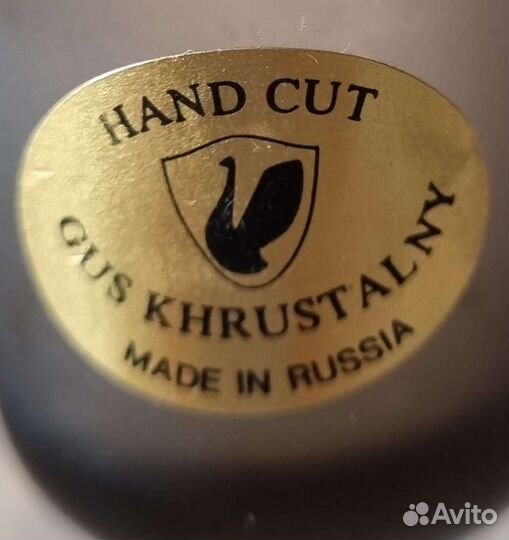 HAND CUT
GUS KHRUSTALNY
MADE IN RUSSIA
Avito